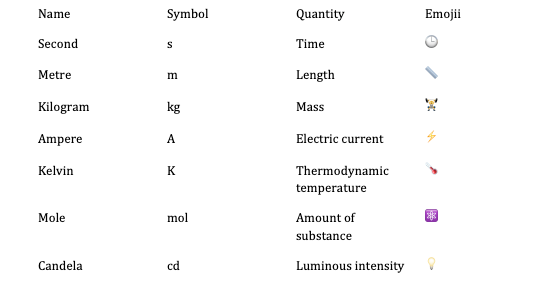 Name Symbol Quantity Emojii
Second s Time 🕒
Metre m Length 📏
Kilogram kg Mass 🏋️
Ampere A Electric current ⚡
Kelvin K Thermodynamic
temperature 🌡️
Mole mol Amount of
substance ⚛️
Candela cd Luminous intensity 💡